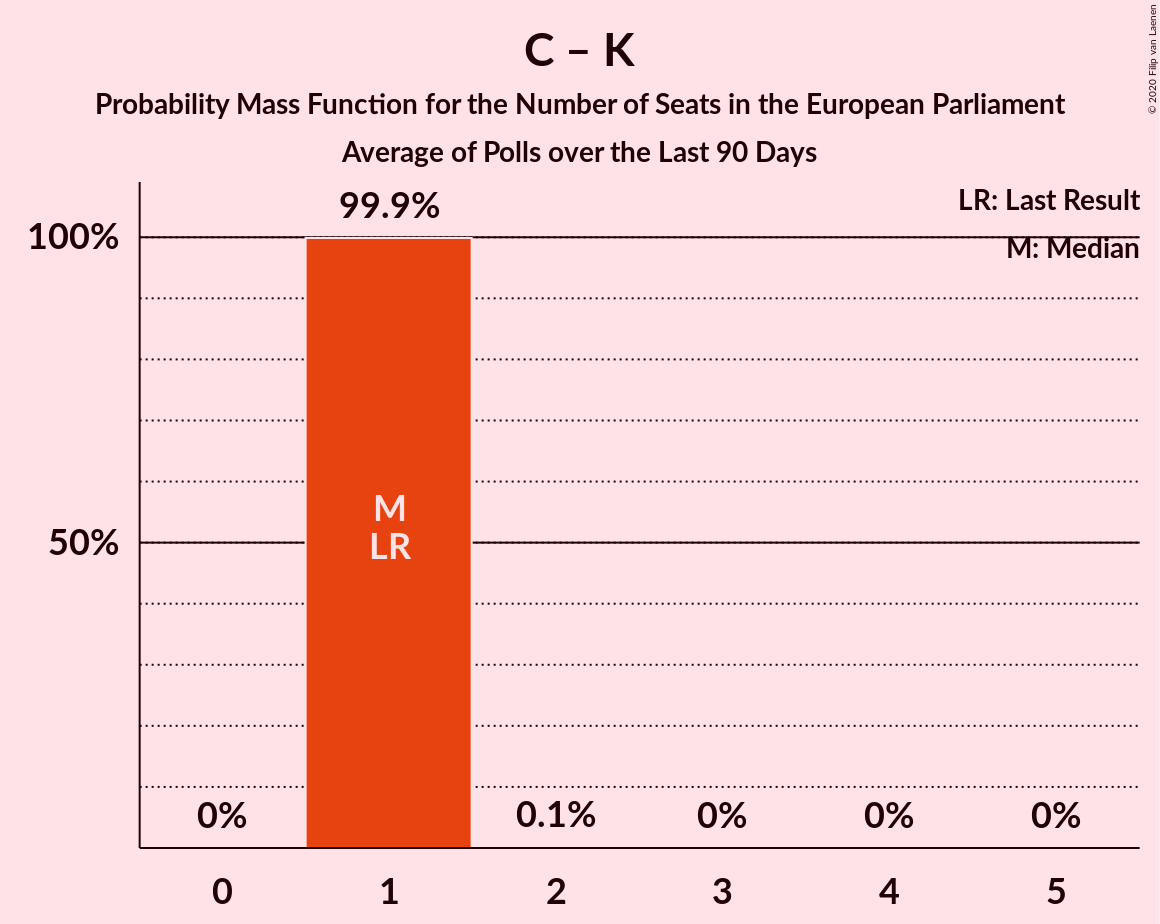 C – K
Probability Mass Function for the Number of Seats in the European Parliament
Average of Polls over the Last 90 Days
© 2020 Filip van Laenen
LR: Last Result
M: Median
99.9%
100%
M
LR
50%
0%
0.1%
0%
0%
0%
0
1
2
3
4
5